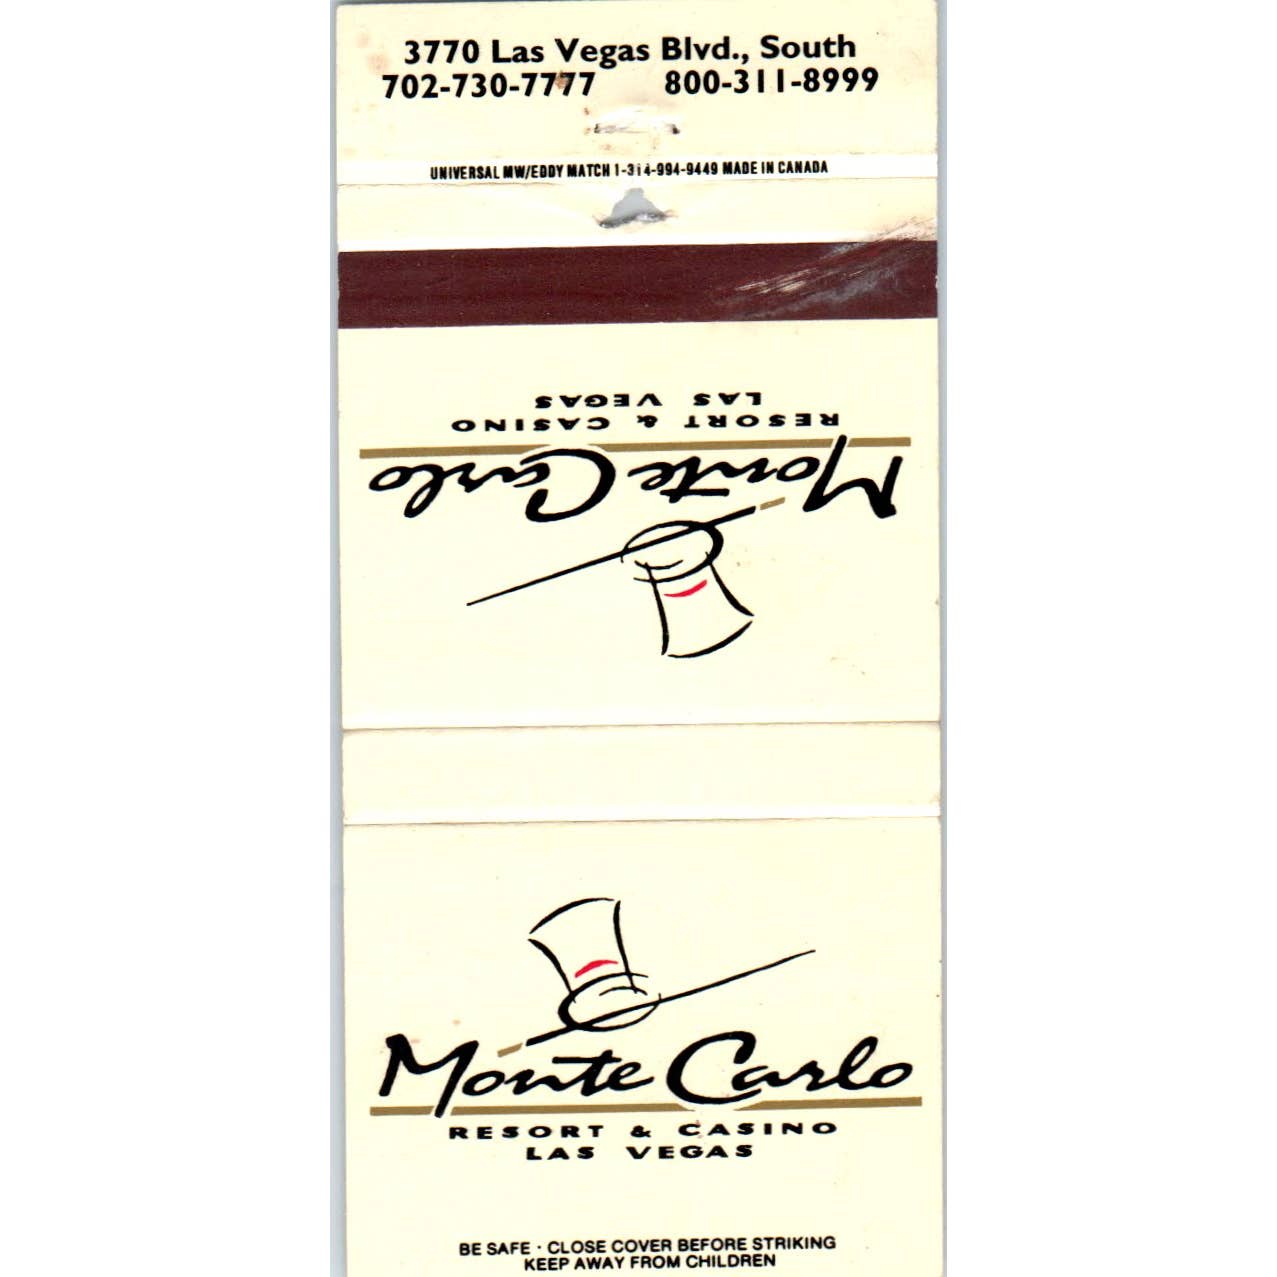 3770 Las Vegas Blvd., South
702-730-7777 800-311-8999
UNIVERSAL MW/EDDY MATCH 1-314-994-9449 MADE IN CANADA
Monte Carlo
RESORT & CASINO
LAS VEGAS
Monte Carlo
RESORT & CASINO
LAS VEGAS
BE SAFE · CLOSE COVER BEFORE STRIKING
KEEP AWAY FROM CHILDREN